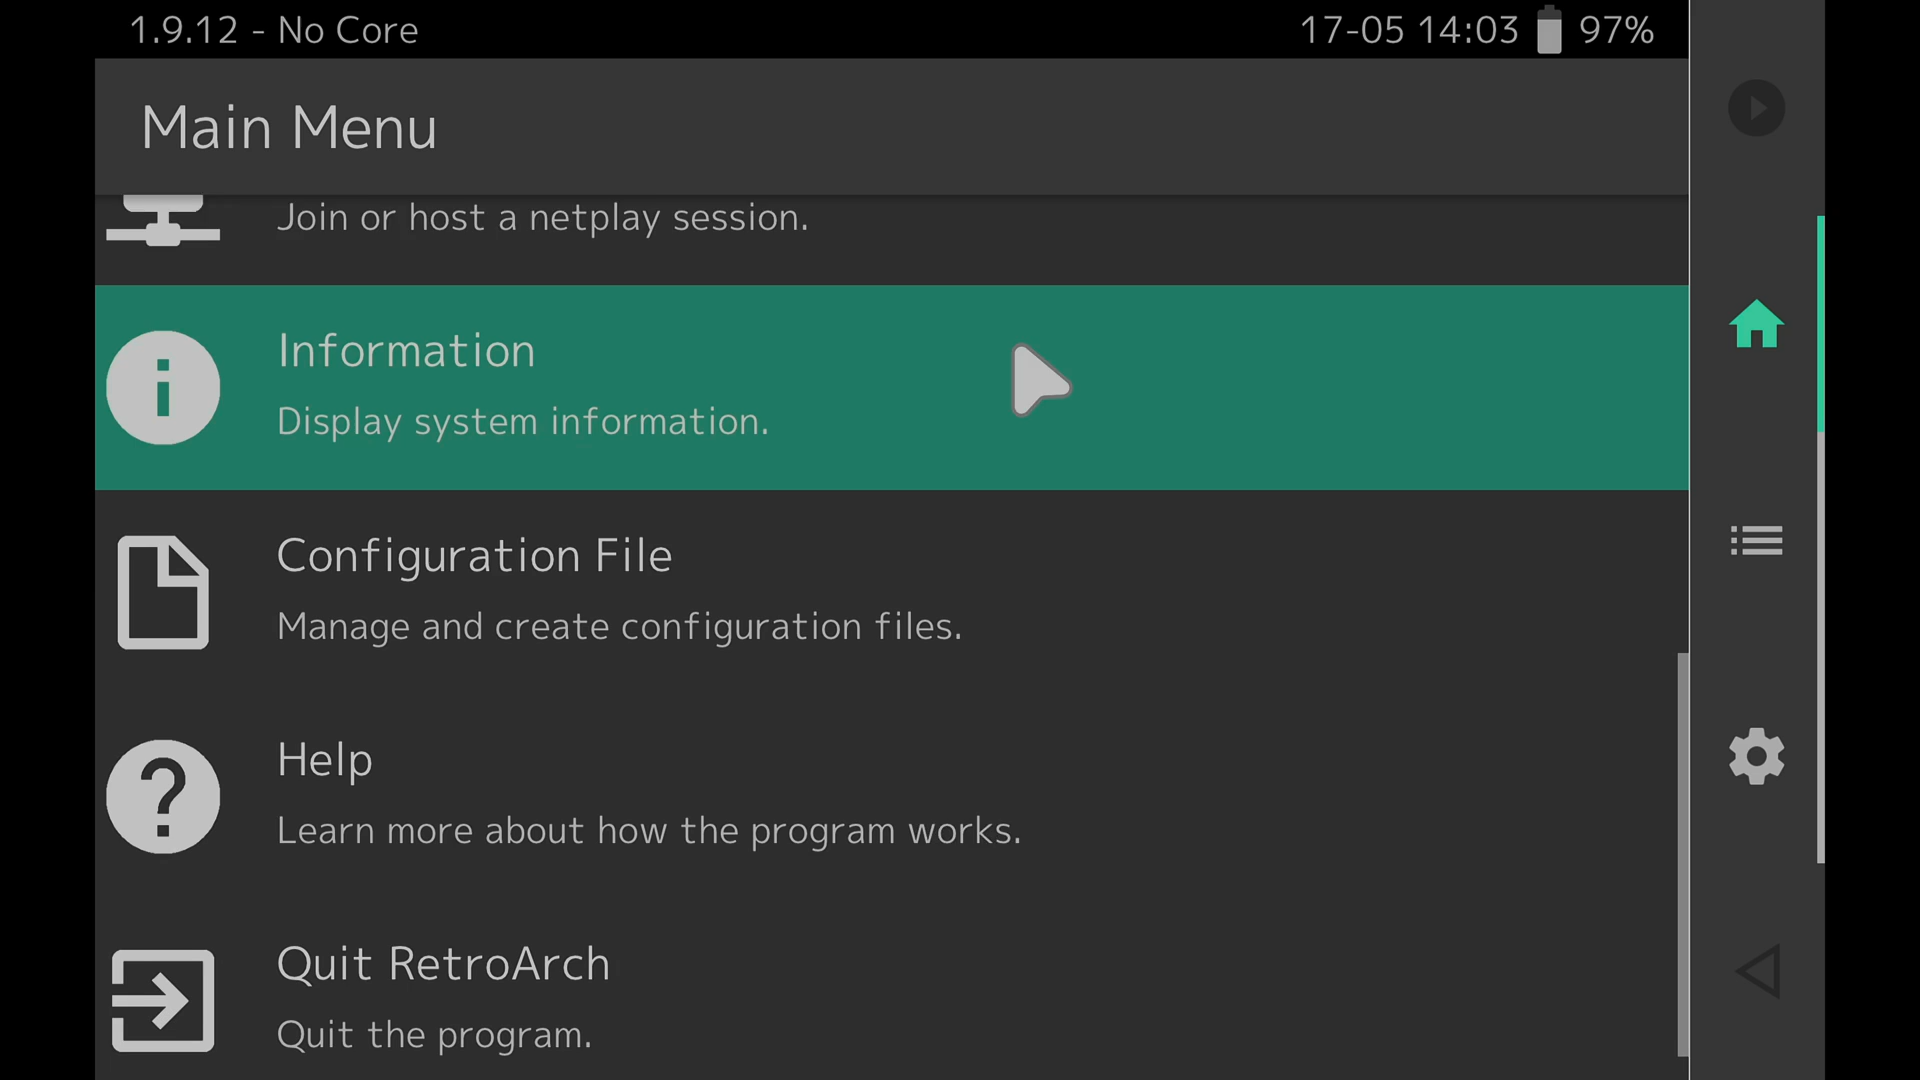 1.9.12 - No Core
17-05 14:03 97%
Main Menu
Join or host a netplay session.
Information
Display system information.
Configuration File
Manage and create configuration files.
Help
Learn more about how the program works.
Quit RetroArch
Quit the program.